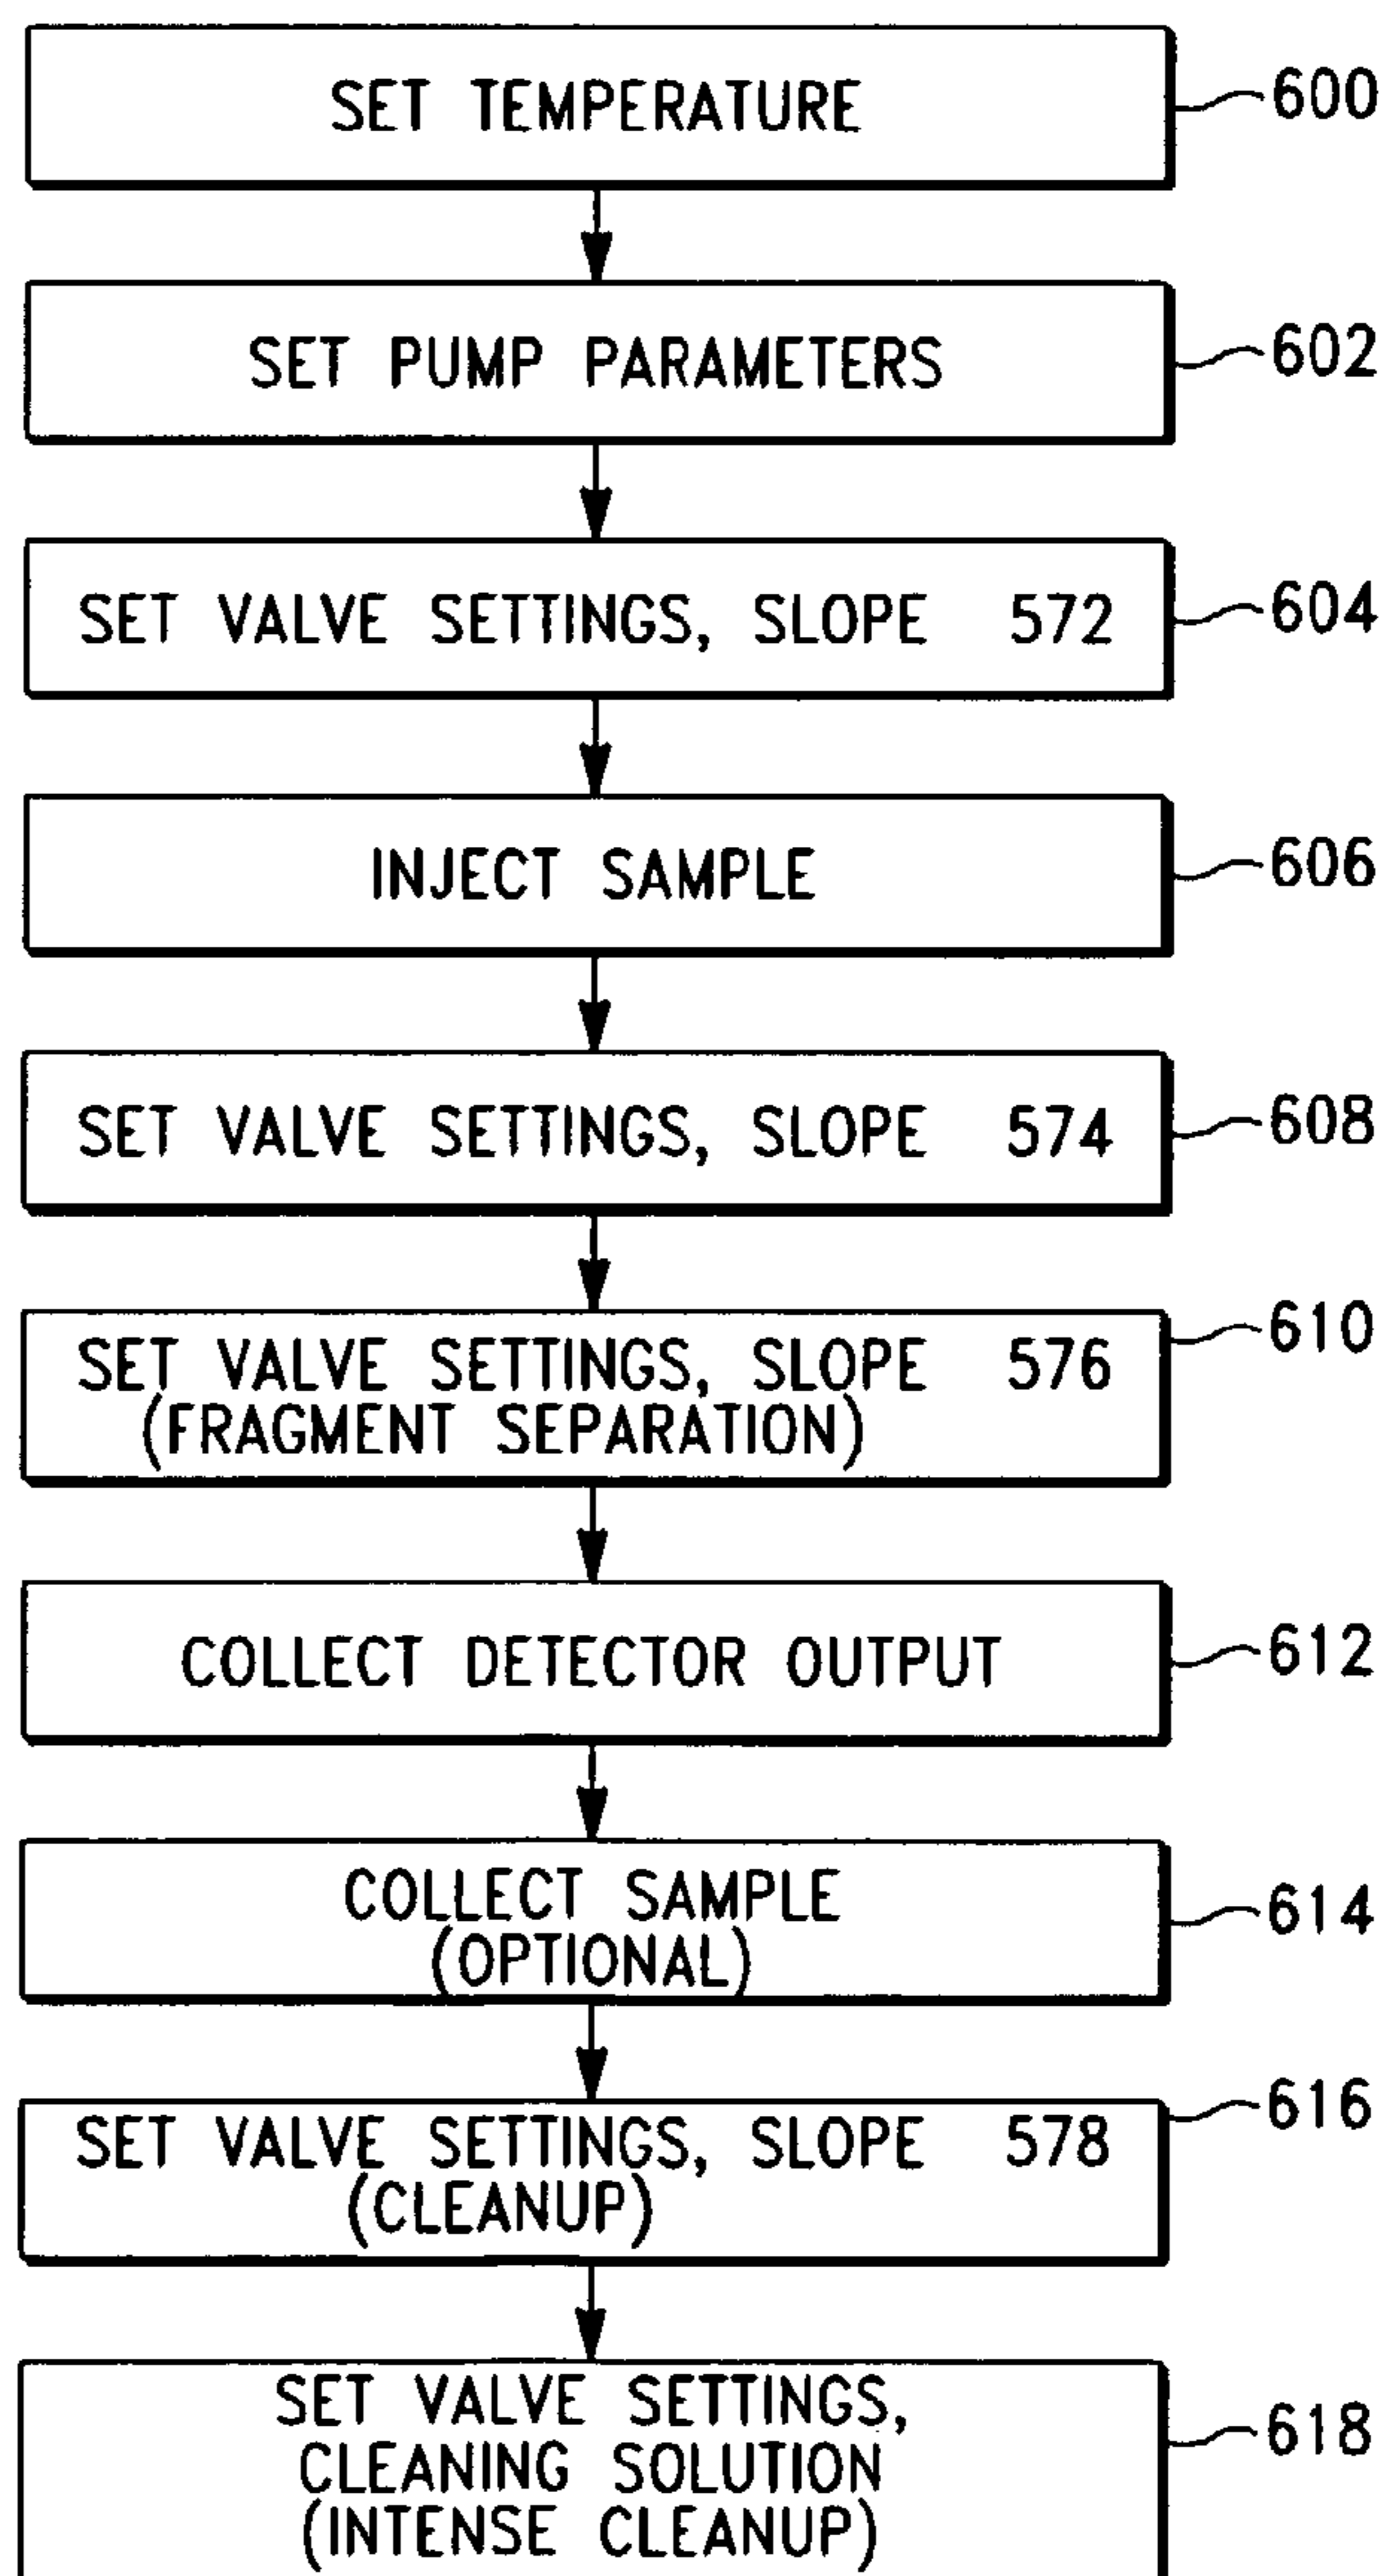 SET TEMPERATURE
600
SET PUMP PARAMETERS
602
SET VALVE SETTINGS, SLOPE 572
604
INJECT SAMPLE
606
SET VALVE SETTINGS, SLOPE 574
608
SET VALVE SETTINGS, SLOPE 576
(FRAGMENT SEPARATION)
610
COLLECT DETECTOR OUTPUT
612
COLLECT SAMPLE
(OPTIONAL)
614
SET VALVE SETTINGS, SLOPE 578
(CLEANUP)
616
SET VALVE SETTINGS,
CLEANING SOLUTION
(INTENSE CLEANUP)
618